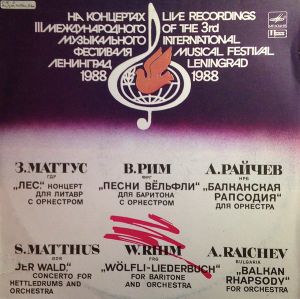 НА КОНЦЕРТАХ
III МЕЖДУНАРОДНОГО
МУЗЫКАЛЬНОГО
ФЕСТИВАЛЯ
ЛЕНИНГРАД
1988
LIVE RECORDINGS
OF THE 3rd
INTERNATIONAL
MUSICAL FESTIVAL
LENINGRAD
1988
З. МАТТУС
ГДР
„ЛЕС," КОНЦЕРТ
ДЛЯ ЛИТАВР
С ОРКЕСТРОМ
В. РИМ
ФРГ
„ПЕСНИ ВЁЛЬФЛИ"
ДЛЯ БАРИТОНА
С ОРКЕСТРОМ
А. РАЙЧЕВ
НРБ
„БАЛКАНСКАЯ
РАПСОДИЯ"
ДЛЯ ОРКЕСТРА
S. MATTHUS
GDR
„DER WALD,"
CONCERTO FOR
KETTLEDRUMS AND
ORCHESTRA
W. RIHM
FRG
„WÖLFLI-LIEDERBUCH"
FOR BARITONE
AND ORCHESTRA
A. RAICHEV
BULGARIA
„BALKAN
RHAPSODY"
FOR ORCHESTRA